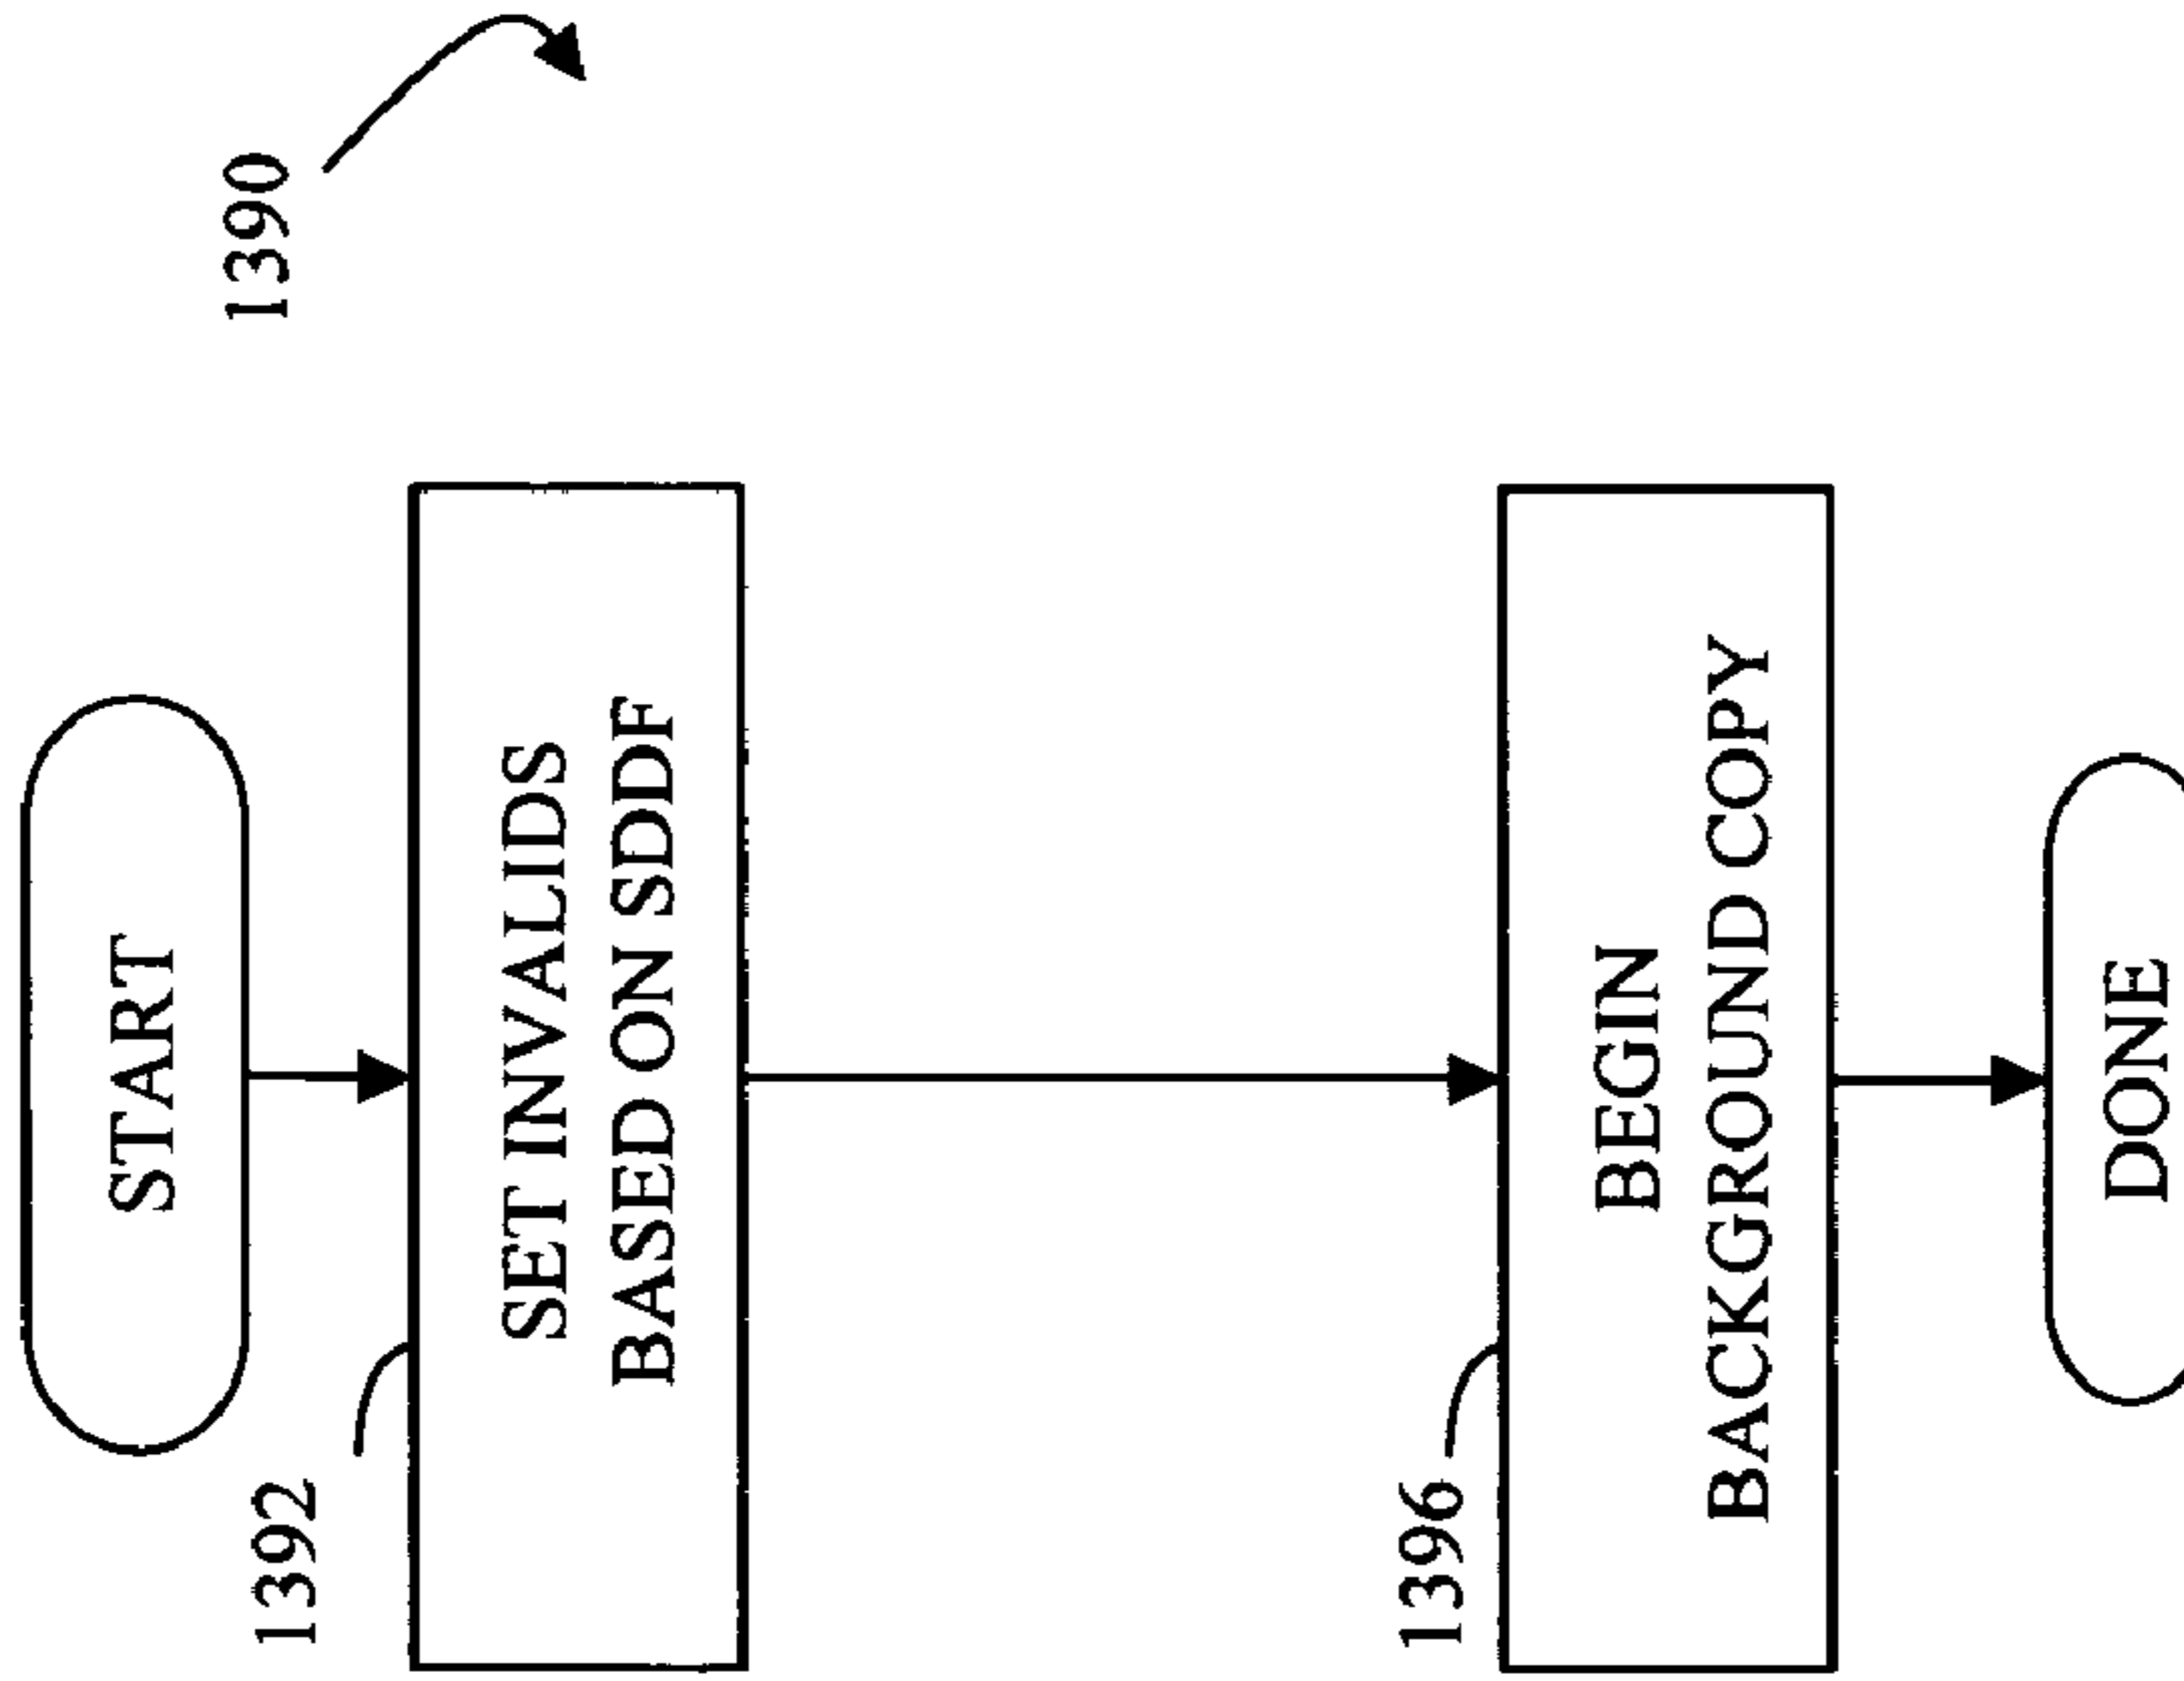 1390
START
1392
SET INVALIDS
BASED ON SDDF
1396
BEGIN
BACKGROUND COPY
DONE